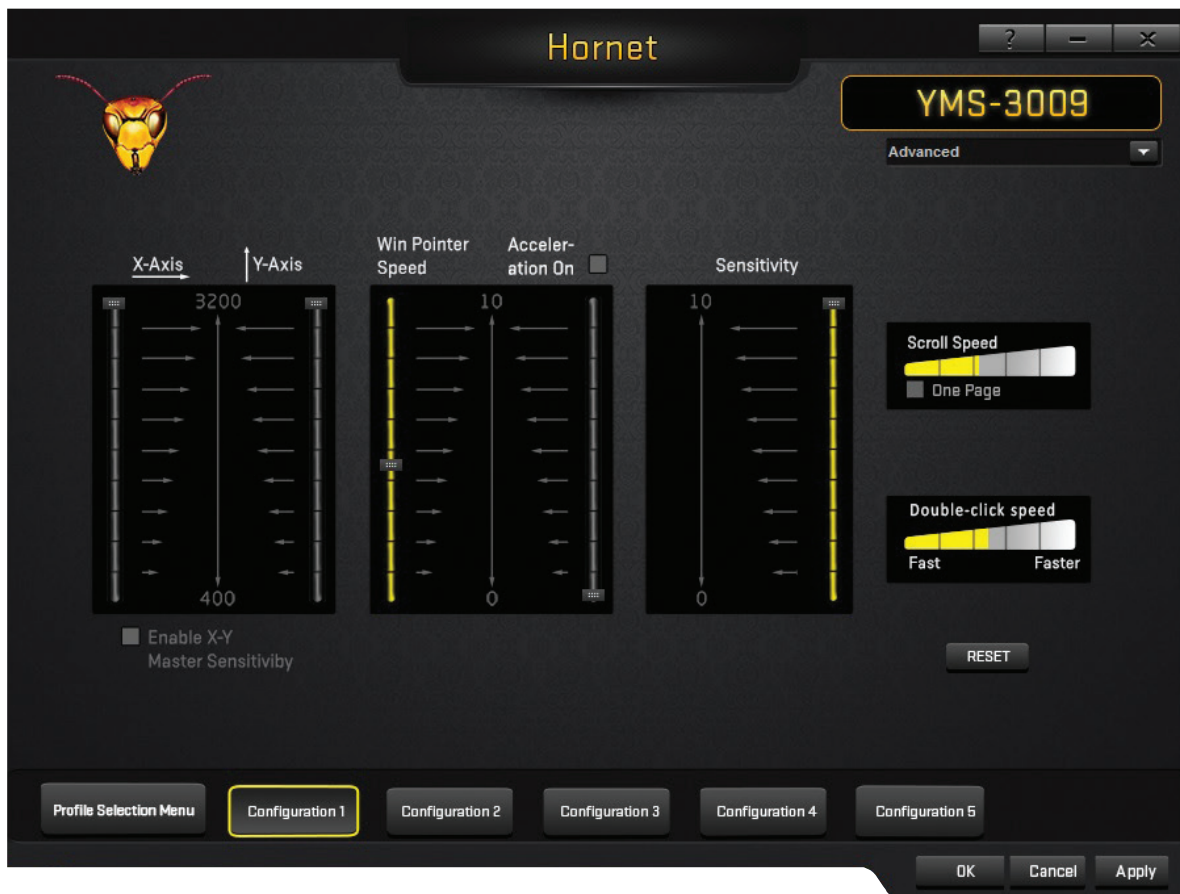 Hornet
?
YMS-3009
Advanced
X-Axis
Y-Axis
3200
400
Enable X-Y
Master Sensitiviby
Win Pointer
Speed
Acceler-
ation On
10
0
Sensitivity
10
0
Scroll Speed
One Page
Double-click speed
Fast
Faster
RESET
Profile Selection Menu
Configuration 1
Configuration 2
Configuration 3
Configuration 4
Configuration 5
OK
Cancel
Apply